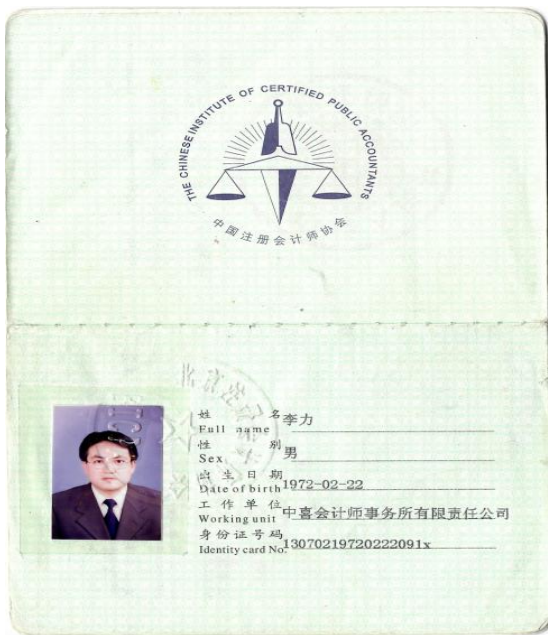 THE CHINESE INSTITUTE OF CERTIFIED PUBLIC ACCOUNTANTS
中国注册会计师协会
姓 名 李力
Full name
性 别 男
Sex
出生日期 1972-02-22
Date of birth
工作单位 中喜会计师事务所有限责任公司
Working unit
身份证号码 13070219720222091x
Identity card No.